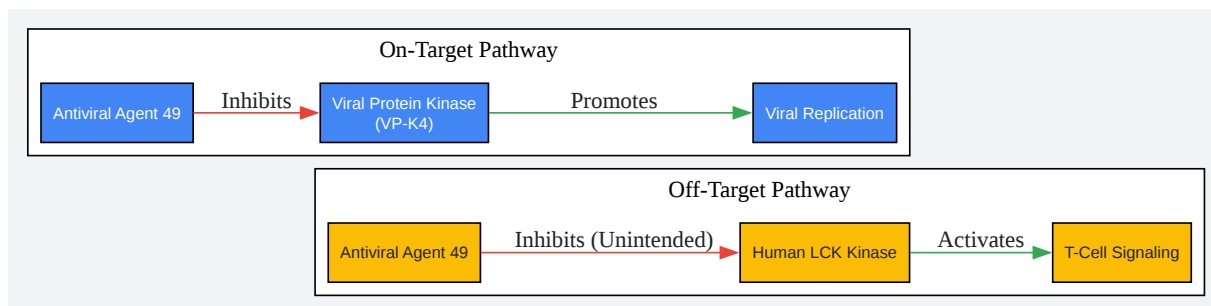 On-Target Pathway
Antiviral Agent 49
Inhibits
Viral Protein Kinase
(VP-K4)
Promotes
Viral Replication
Off-Target Pathway
Antiviral Agent 49
Inhibits (Unintended)
Human LCK Kinase
Activates
T-Cell Signaling